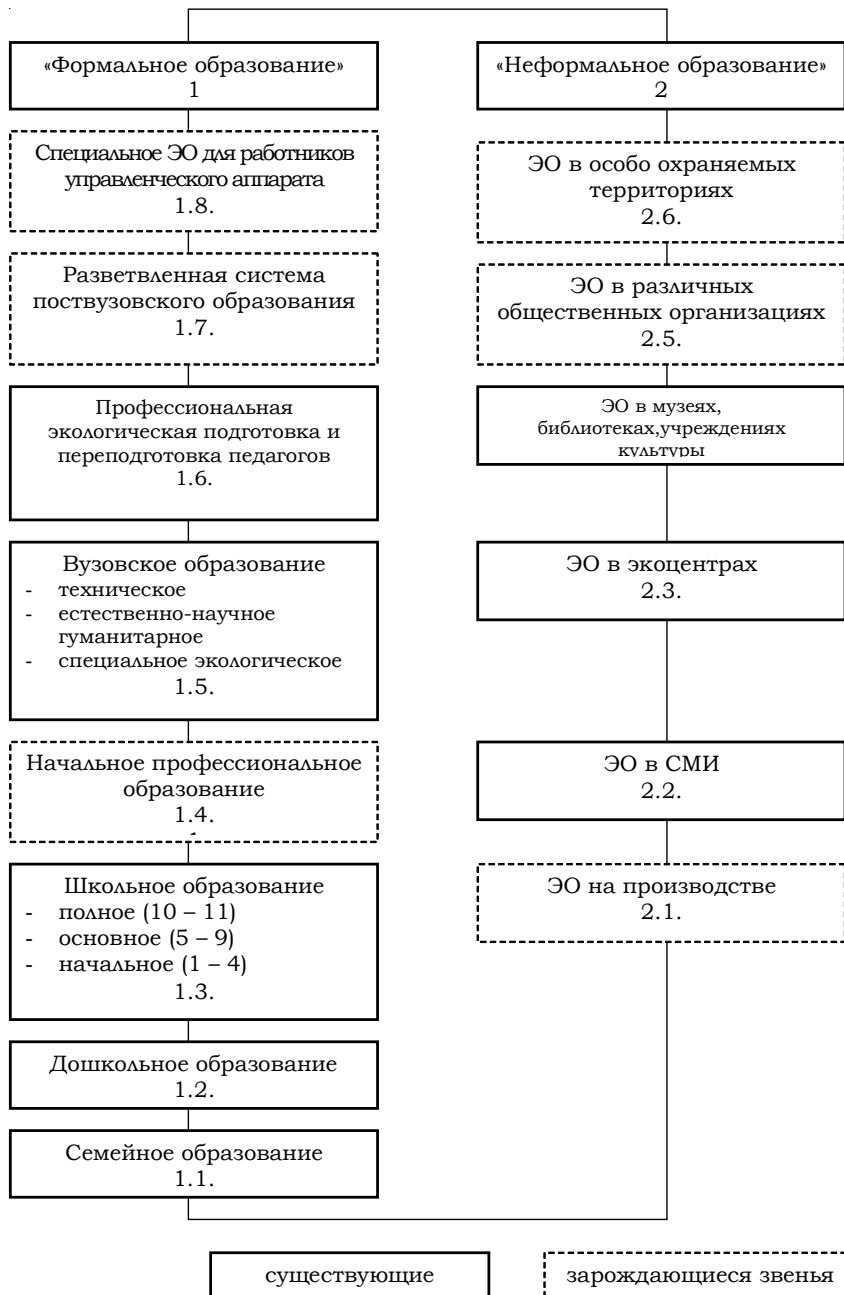 «Формальное образование»
1
Специальное ЭО для работников
управленческого аппарата
1.8.
Разветвленная система
поствузовского образования
1.7.
Профессиональная
экологическая подготовка и
переподготовка педагогов
1.6.
Вузовское образование
- техническое
- естественно-научное
гуманитарное
- специальное экологическое
1.5.
Начальное профессиональное
образование
1.4.
Школьное образование
- полное (10 – 11)
- основное (5 – 9)
- начальное (1 – 4)
1.3.
Дошкольное образование
1.2.
Семейное образование
1.1.
«Неформальное образование»
2
ЭО в особо охраняемых
территориях
2.6.
ЭО в различных
общественных организациях
2.5.
ЭО в музеях,
библиотеках,учреждениях
культуры
ЭО в экоцентрах
2.3.
ЭО в СМИ
2.2.
ЭО на производстве
2.1.
существующие
зарождающиеся звенья